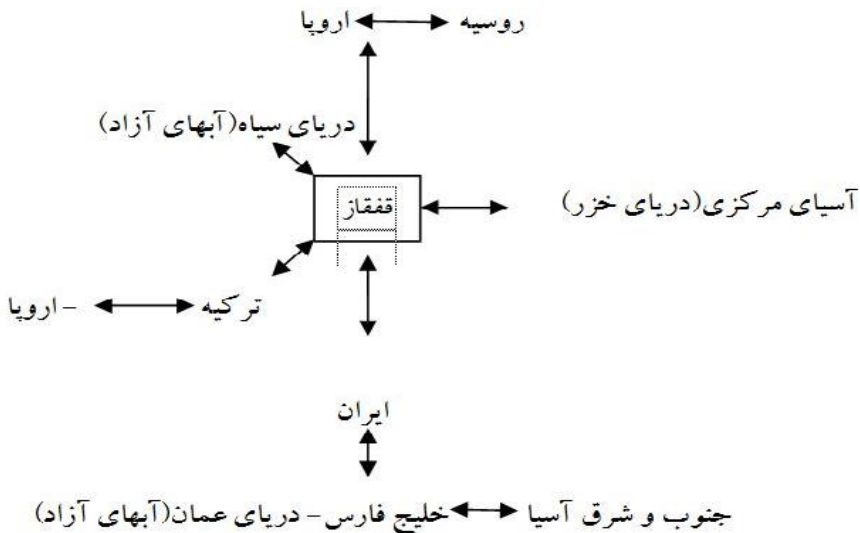 روسیه اروپا
دریای سیاه(آبهای آزاد)
قفقاز
آسیای مرکزی(دریای خزر)
ترکیه – اروپا
ایران
جنوب و شرق آسیا خلیج فارس – دریای عمان(آبهای آزاد)